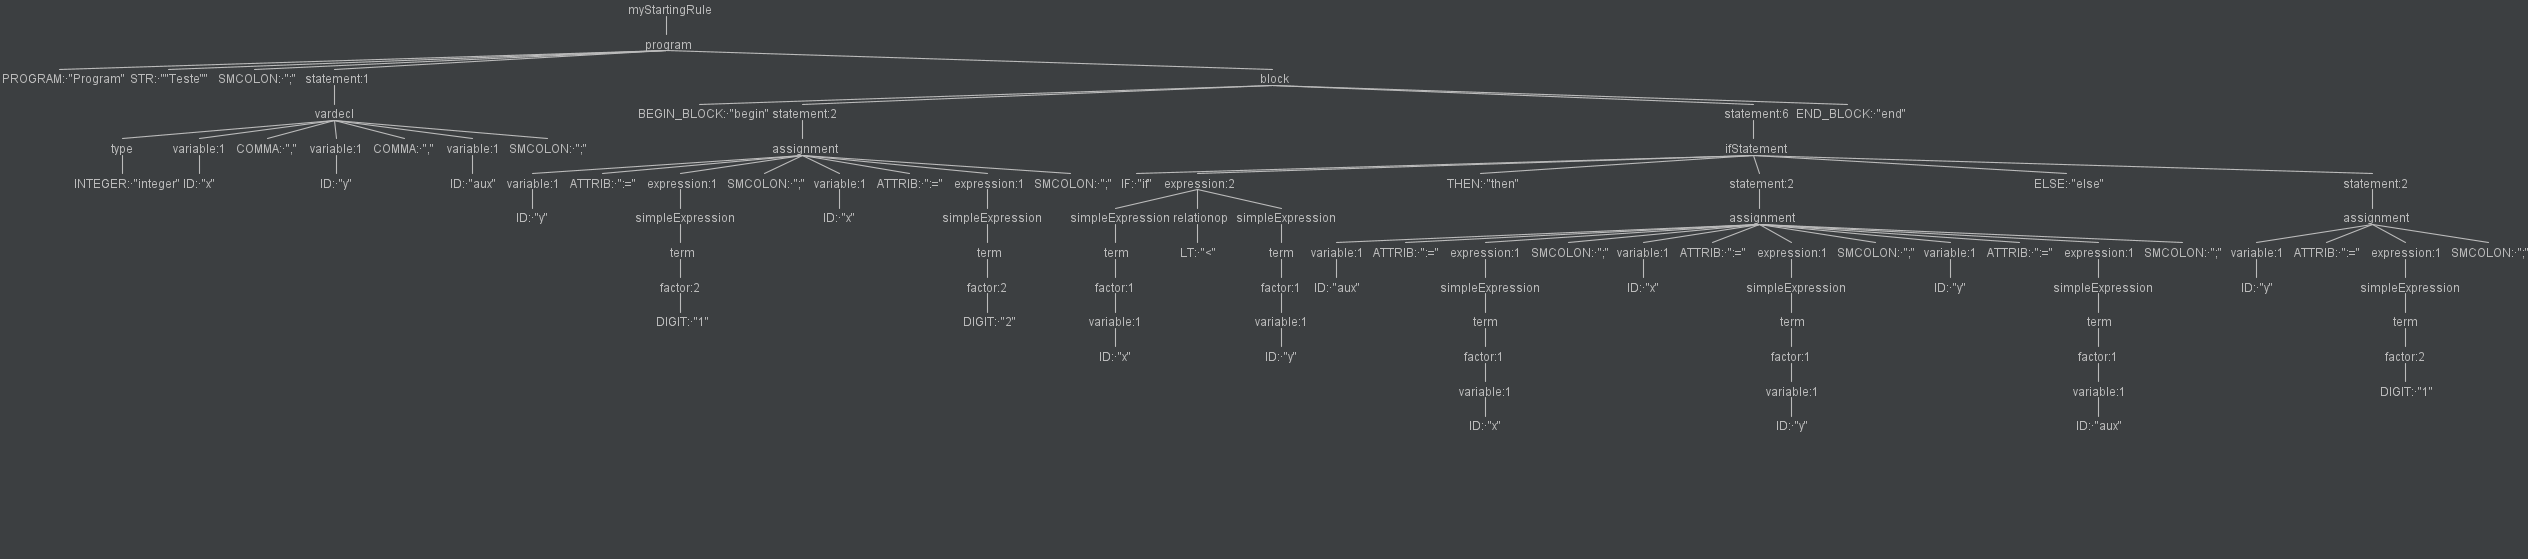 myStartingRule
program
PROGRAM:·"Program" STR:·""Teste"" SMCOLON:·";" statement:1 block
vardecl BEGIN_BLOCK:·"begin" statement:2 statement:6 END_BLOCK:·"end"
type variable:1 COMMA:·"," variable:1 COMMA:·"," variable:1 SMCOLON:·";" assignment ifStatement
INTEGER:·"integer" ID:·"x" ID:·"y" ID:·"aux" variable:1 ATTRIB:·":=" expression:1 SMCOLON:·";" variable:1 ATTRIB:·":=" expression:1 SMCOLON:·";" IF:·"if" expression:2 THEN:·"then" statement:2 ELSE:·"else" statement:2
ID:·"y" simpleExpression ID:·"x" simpleExpression simpleExpression relationop simpleExpression assignment assignment
term term term LT:·"<" term variable:1 ATTRIB:·":=" expression:1 SMCOLON:·";" variable:1 ATTRIB:·":=" expression:1 SMCOLON:·";" variable:1 ATTRIB:·":=" expression:1 SMCOLON:·";" variable:1 ATTRIB:·":=" expression:1 SMCOLON:·";"
factor:2 factor:2 factor:1 factor:1 ID:·"aux" simpleExpression ID:·"x" simpleExpression ID:·"y" simpleExpression ID:·"y" simpleExpression
DIGIT:·"1" DIGIT:·"2" variable:1 variable:1 term term term term
ID:·"x" ID:·"y" factor:1 factor:1 factor:1 factor:2
variable:1 variable:1 variable:1 DIGIT:·"1"
ID:·"x" ID:·"y" ID:·"aux"